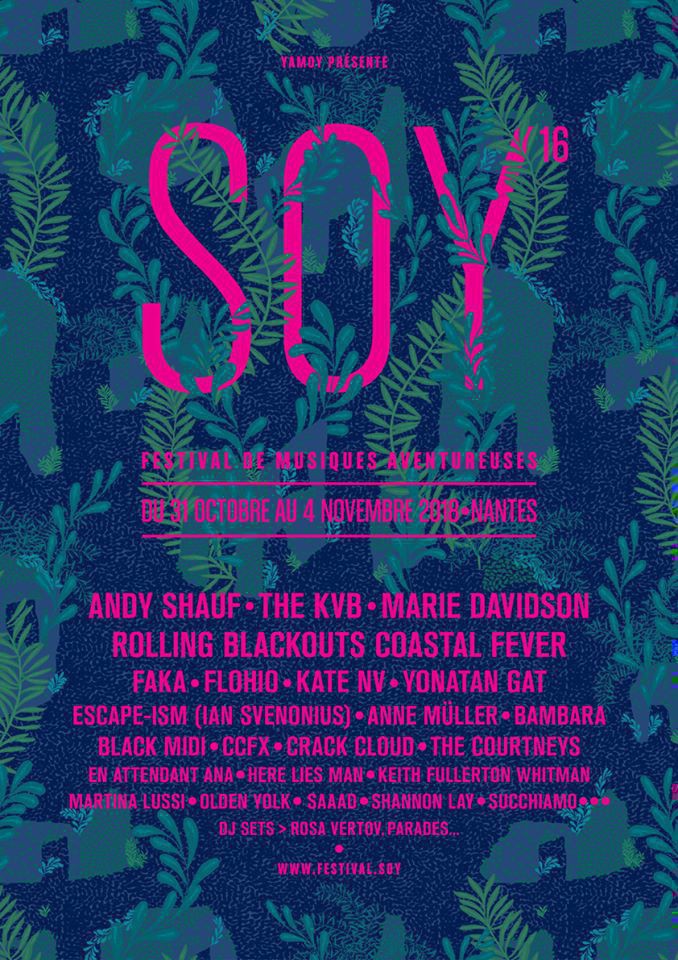 YAMOY PRÉSENTE
SOY '16
FESTIVAL DE MUSIQUES AVENTUREUSES
DU 31 OCTOBRE AU 4 NOVEMBRE 2018•NANTES
ANDY SHAUF•THE KVB•MARIE DAVIDSON
ROLLING BLACKOUTS COASTAL FEVER
FAKA•FLOHIO•KATE NV•YONATAN GAT
ESCAPE-ISM (IAN SVENONIUS)•ANNE MÜLLER•BAMBARA
BLACK MIDI•CCFX•CRACK CLOUD•THE COURTNEYS
EN ATTENDANT ANA•HERE LIES MAN•KEITH FULLERTON WHITMAN
MARTINA LUSSI•OLDEN YOLK• SAAAD•SHANNON LAY•SUCCHIAMO•••
DJ SETS > ROSA VERTOV, PARADES...
•
WWW.FESTIVAL.SOY